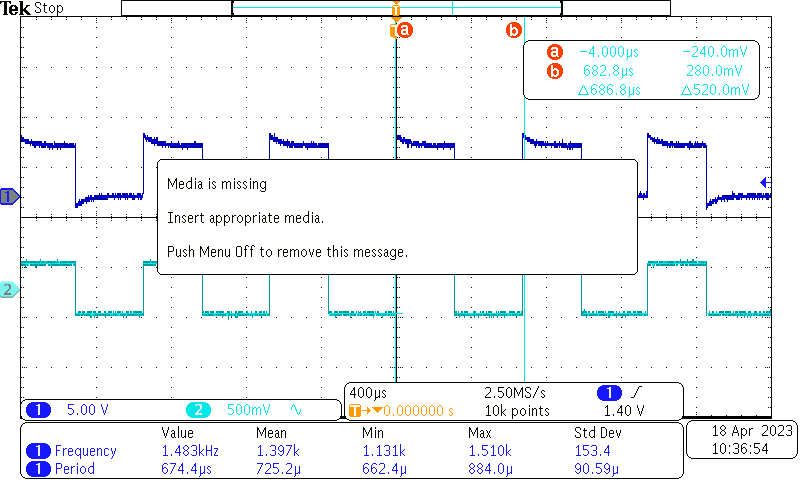 Tek Stop
T
T a b
a -4.000μs -240.0mV
b 682.8μs 280.0mV
Δ686.8μs Δ520.0mV
1
2
Media is missing
Insert appropriate media.
Push Menu Off to remove this message.
1 5.00 V 2 500mV
400μs 2.50MS/s 1
T→▼0.000000 s 10k points 1.40 V
Value Mean Min Max Std Dev
1 Frequency 1.483kHz 1.397k 1.131k 1.510k 153.4
1 Period 674.4μs 725.2μ 662.4μ 884.0μ 90.59μ
18 Apr 2023
10:36:54